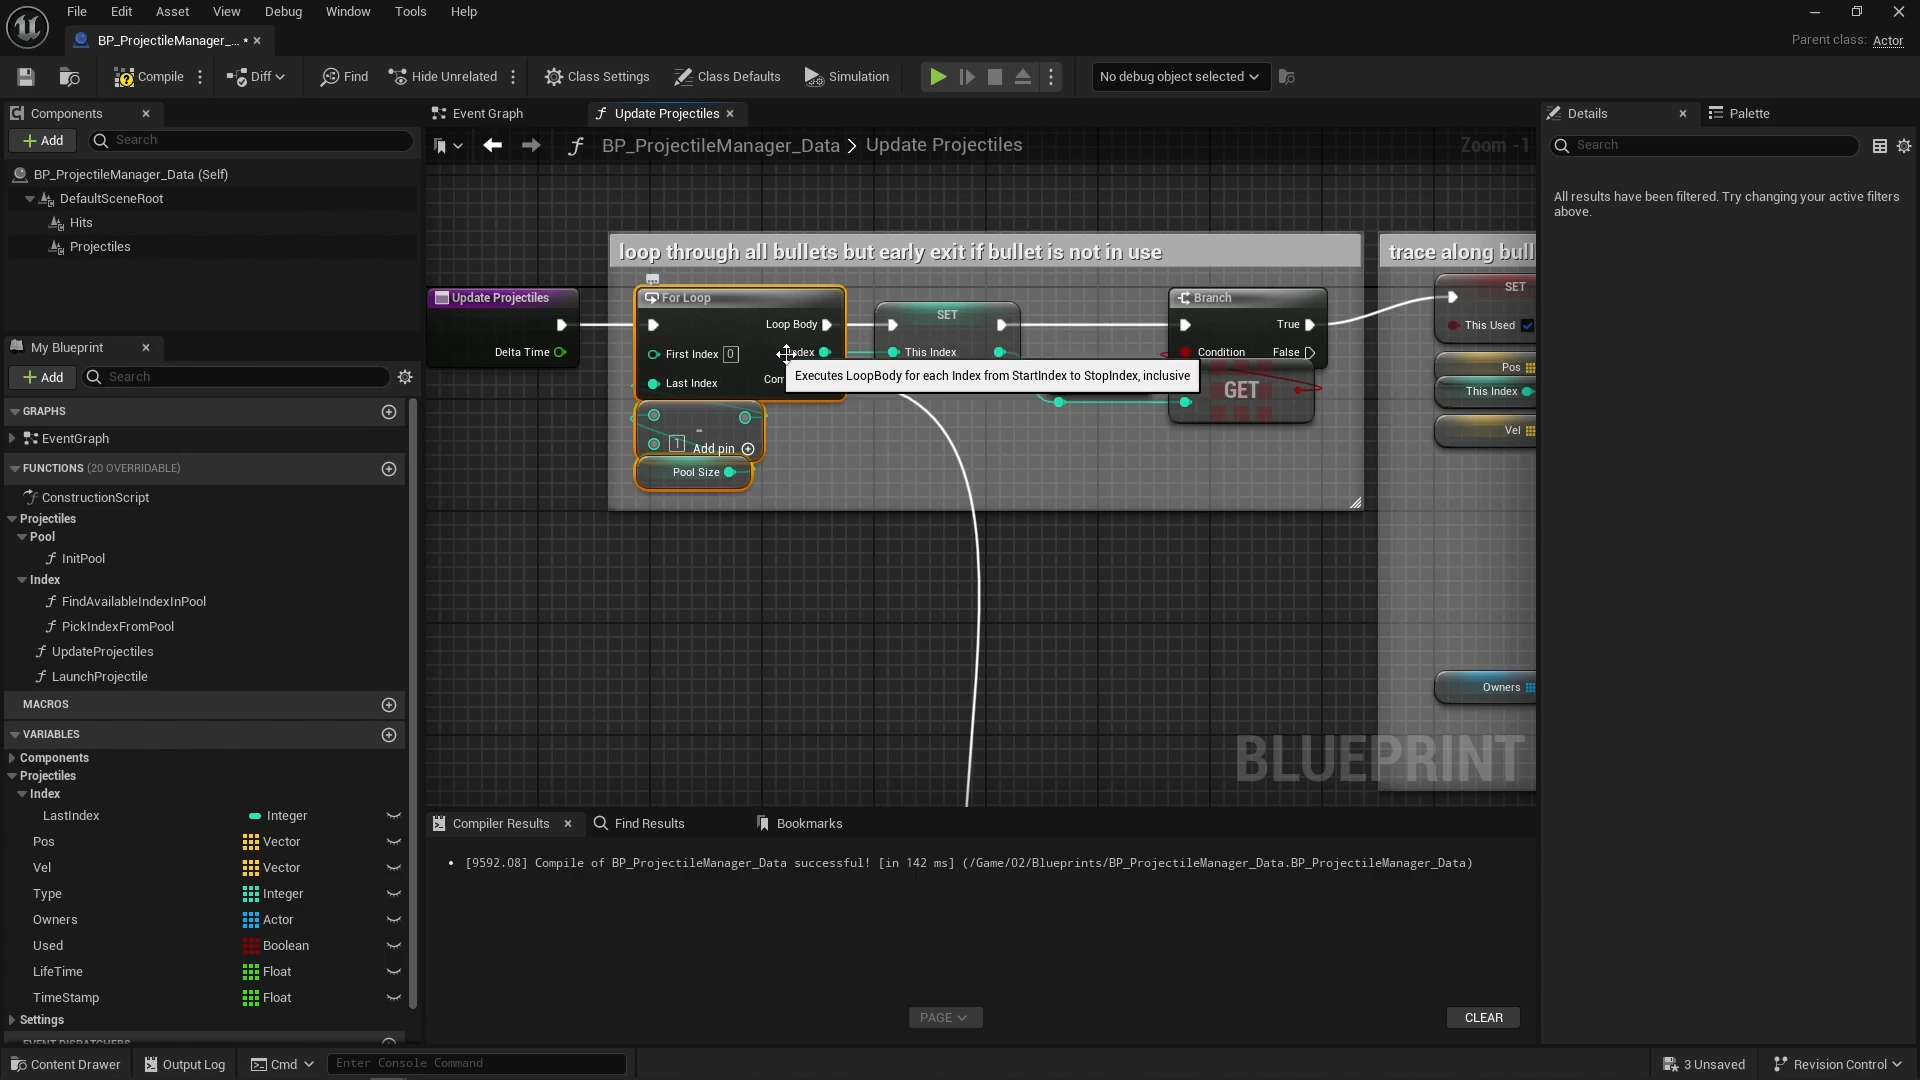 File Edit Asset View Debug Window Tools Help
BP_ProjectileManager_... •
Parent class: Actor
Compile Diff Find Hide Unrelated Class Settings Class Defaults Simulation No debug object selected
Components
Add Search
BP_ProjectileManager_Data (Self)
DefaultSceneRoot
Hits
Projectiles
My Blueprint
Add Search
GRAPHS
EventGraph
FUNCTIONS (20 OVERRIDABLE)
ConstructionScript
Projectiles
Pool
InitPool
Index
FindAvailableIndexInPool
PickIndexFromPool
UpdateProjectiles
LaunchProjectile
MACROS
VARIABLES
Components
Projectiles
Index
LastIndex Integer
Pos Vector
Vel Vector
Type Integer
Owners Actor
Used Boolean
LifeTime Float
TimeStamp Float
Settings
EVENT DISPATCHERS
Event Graph Update Projectiles
BP_ProjectileManager_Data > Update Projectiles
Zoom -1
loop through all bullets but early exit if bullet is not in use
trace along bull
Update Projectiles
Delta Time
For Loop
Loop Body
First Index 0
Index
Last Index
Com
-
1 Add pin
Pool Size
SET
This Index
Executes LoopBody for each Index from StartIndex to StopIndex, inclusive
Branch
True
Condition False
GET
SET
This Used
Pos
This Index
Vel
Owners
BLUEPRINT
Compiler Results Find Results Bookmarks
• [9592.08] Compile of BP_ProjectileManager_Data successful! [in 142 ms] (/Game/02/Blueprints/BP_ProjectileManager_Data.BP_ProjectileManager_Data)
PAGE
CLEAR
Details Palette
Search
All results have been filtered. Try changing your active filters
above.
Content Drawer Output Log Cmd Enter Console Command 3 Unsaved Revision Control